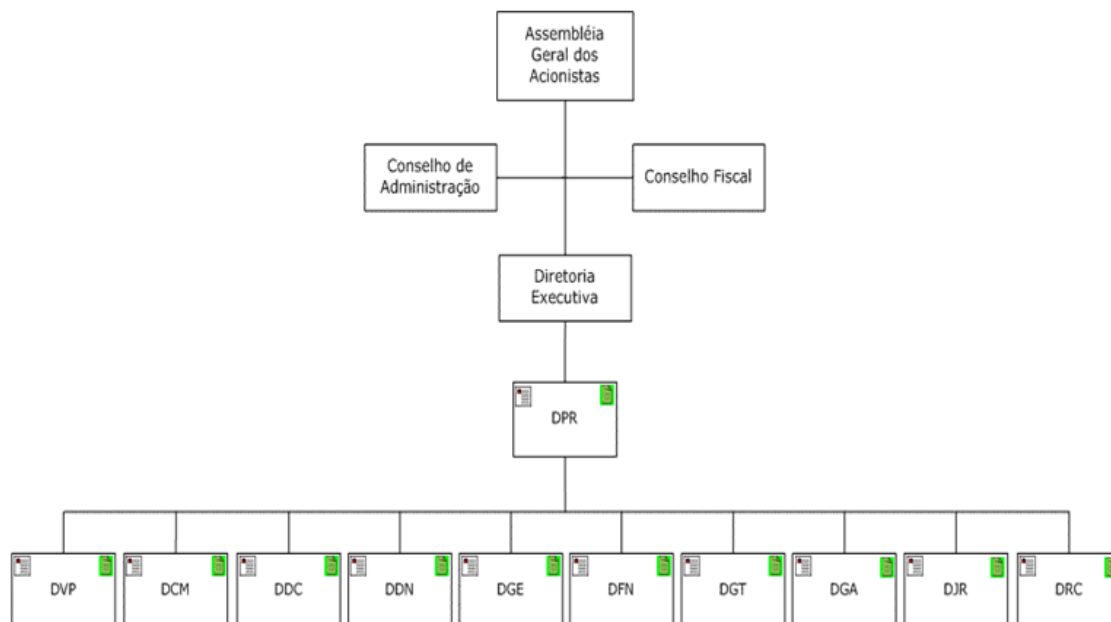 Assembléia
Geral dos
Acionistas
Conselho de
Administração
Conselho Fiscal
Diretoria
Executiva
DPR
DVP
DCM
DDC
DDN
DGE
DFN
DGT
DGA
DJR
DRC